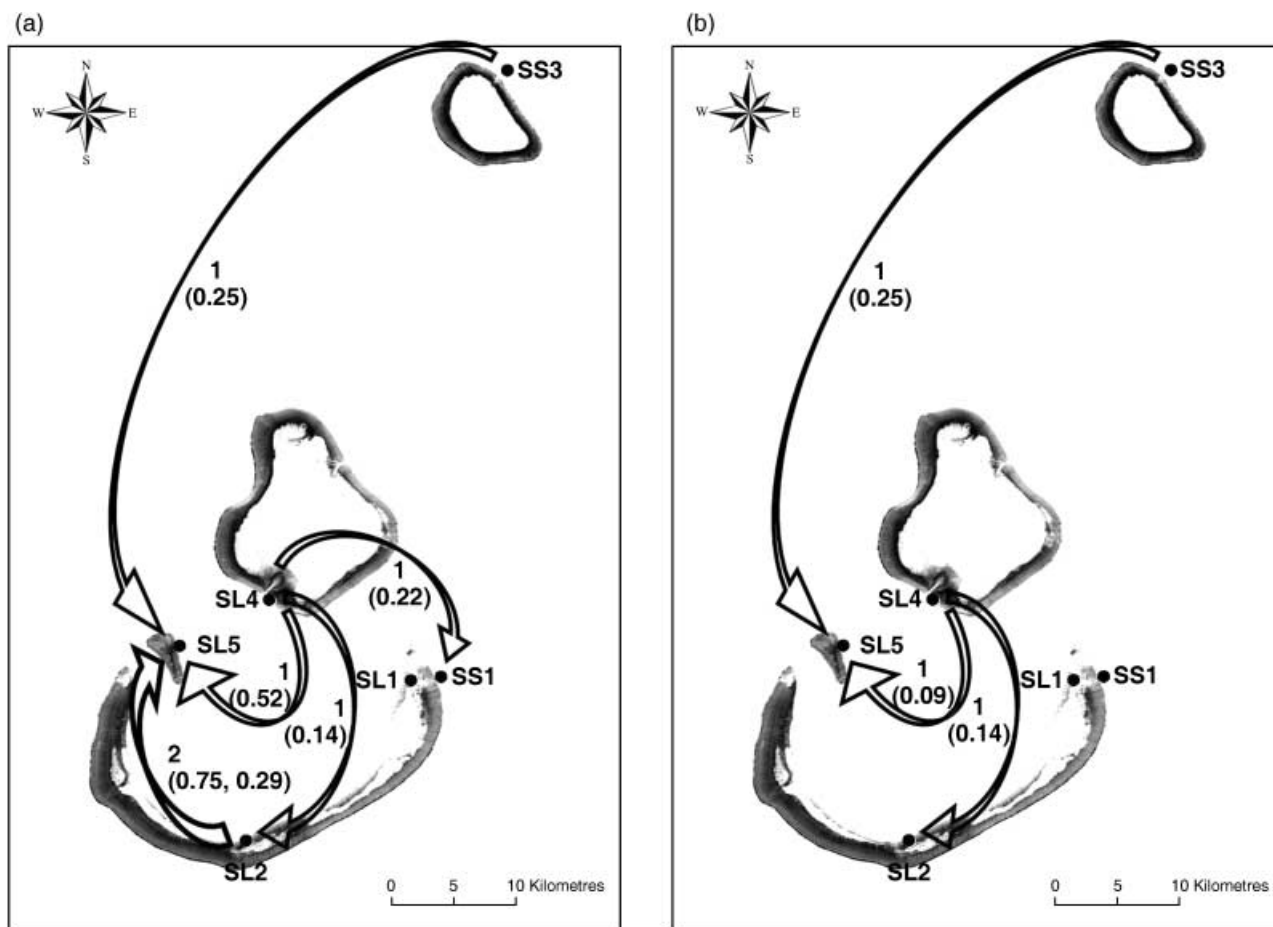 (a)
N
W E
S
SS3
1
(0.25)
SL4
1
(0.22)
SL5
1
(0.52)
SL1
SS1
1
(0.14)
2
(0.75, 0.29)
SL2
0 5 10 Kilometres
(b)
N
W E
S
SS3
1
(0.25)
SL4
SL5
1
(0.09)
SL1
SS1
1
(0.14)
SL2
0 5 10 Kilometres